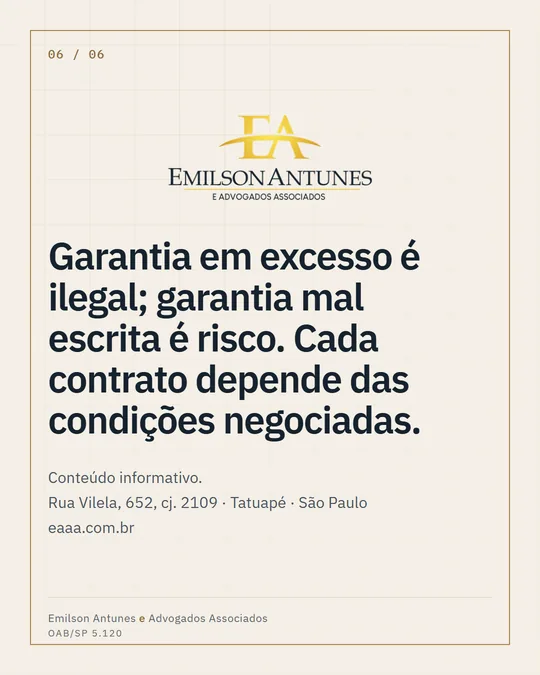 06 / 06
EA
EMILSON ANTUNES
E ADVOGADOS ASSOCIADOS
Garantia em excesso é
ilegal; garantia mal
escrita é risco. Cada
contrato depende das
condições negociadas.
Conteúdo informativo.
Rua Vilela, 652, cj. 2109 · Tatuapé · São Paulo
eaaa.com.br
Emilson Antunes e Advogados Associados
OAB/SP 5.120